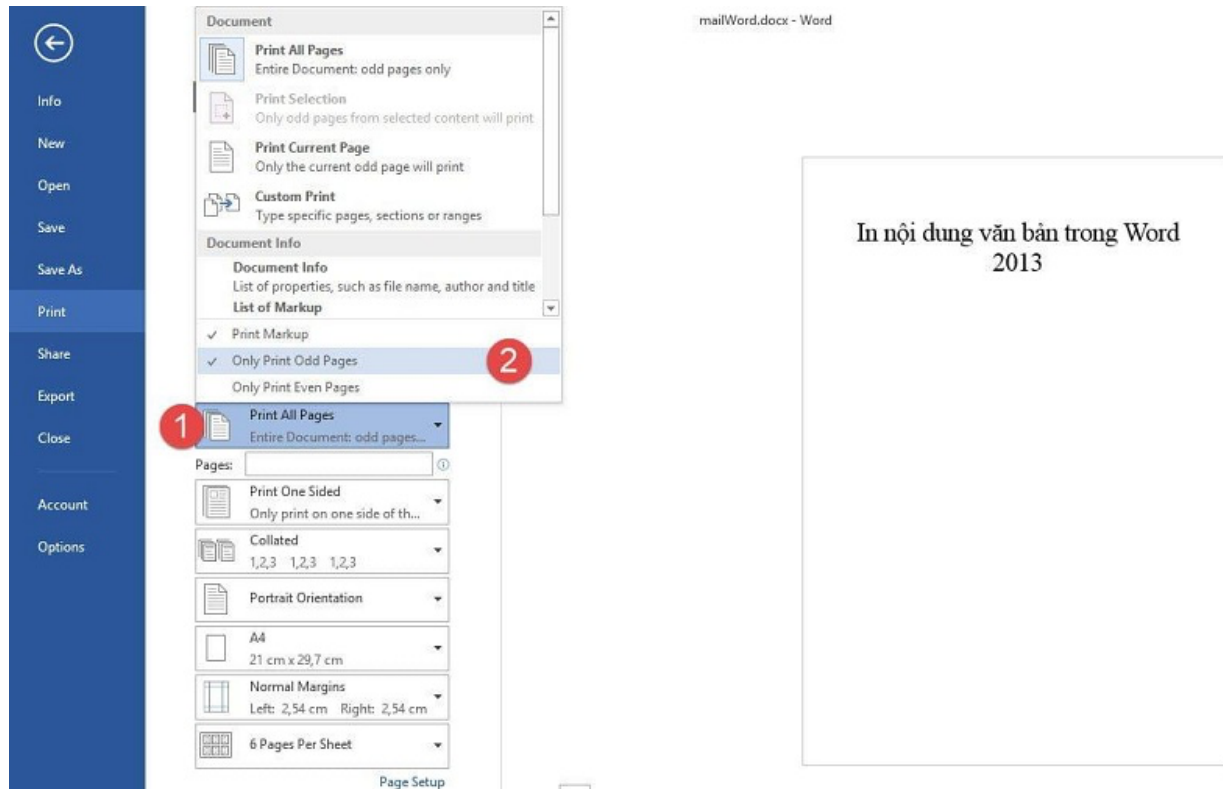 mailWord.docx - Word
Info
New
Open
Save
Save As
Print
Share
Export
Close
Account
Options
Document
Print All Pages
Entire Document: odd pages only
Print Selection
Only odd pages from selected content will print
Print Current Page
Only the current odd page will print
Custom Print
Type specific pages, sections or ranges
Document Info
Document Info
List of properties, such as file name, author and title
List of Markup
Print Markup
Only Print Odd Pages
2
Only Print Even Pages
1
Print All Pages
Entire Document: odd pages...
Pages:
Print One Sided
Only print on one side of th...
Collated
1,2,3 1,2,3 1,2,3
Portrait Orientation
A4
21 cm x 29,7 cm
Normal Margins
Left: 2,54 cm Right: 2,54 cm
6 Pages Per Sheet
Page Setup
In nội dung văn bản trong Word
2013